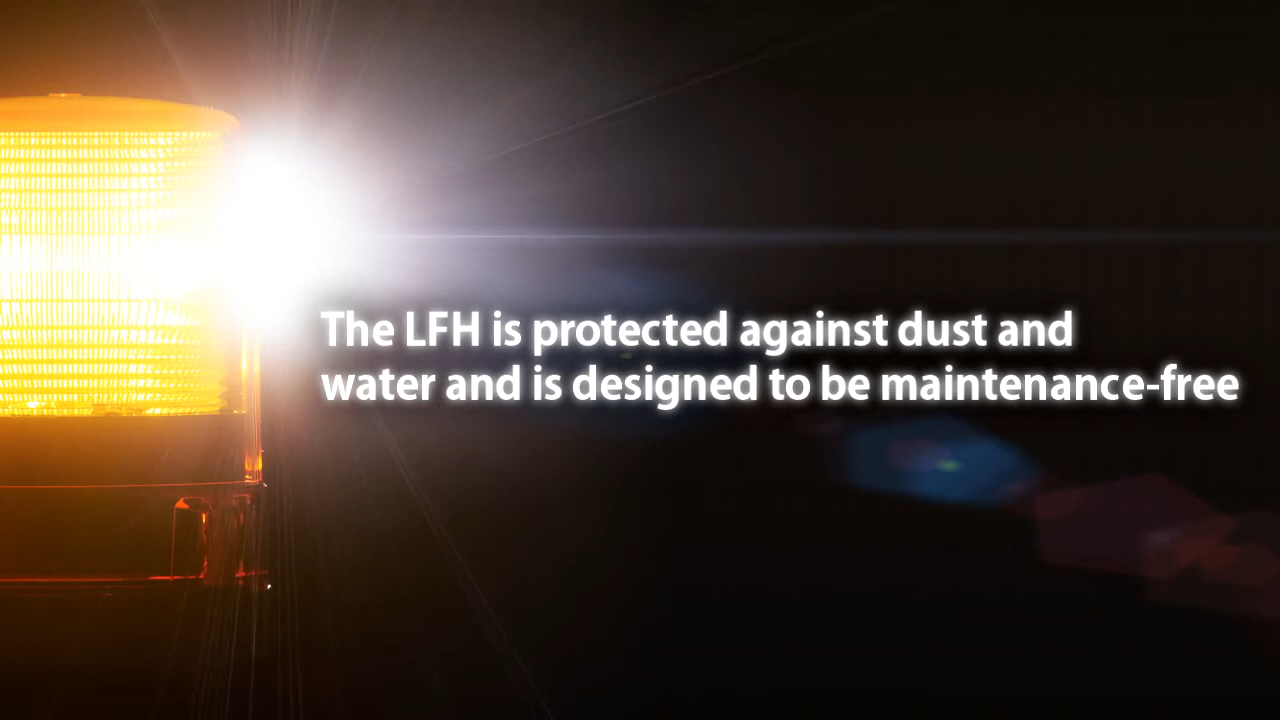 The LFH is protected against dust and
water and is designed to be maintenance-free